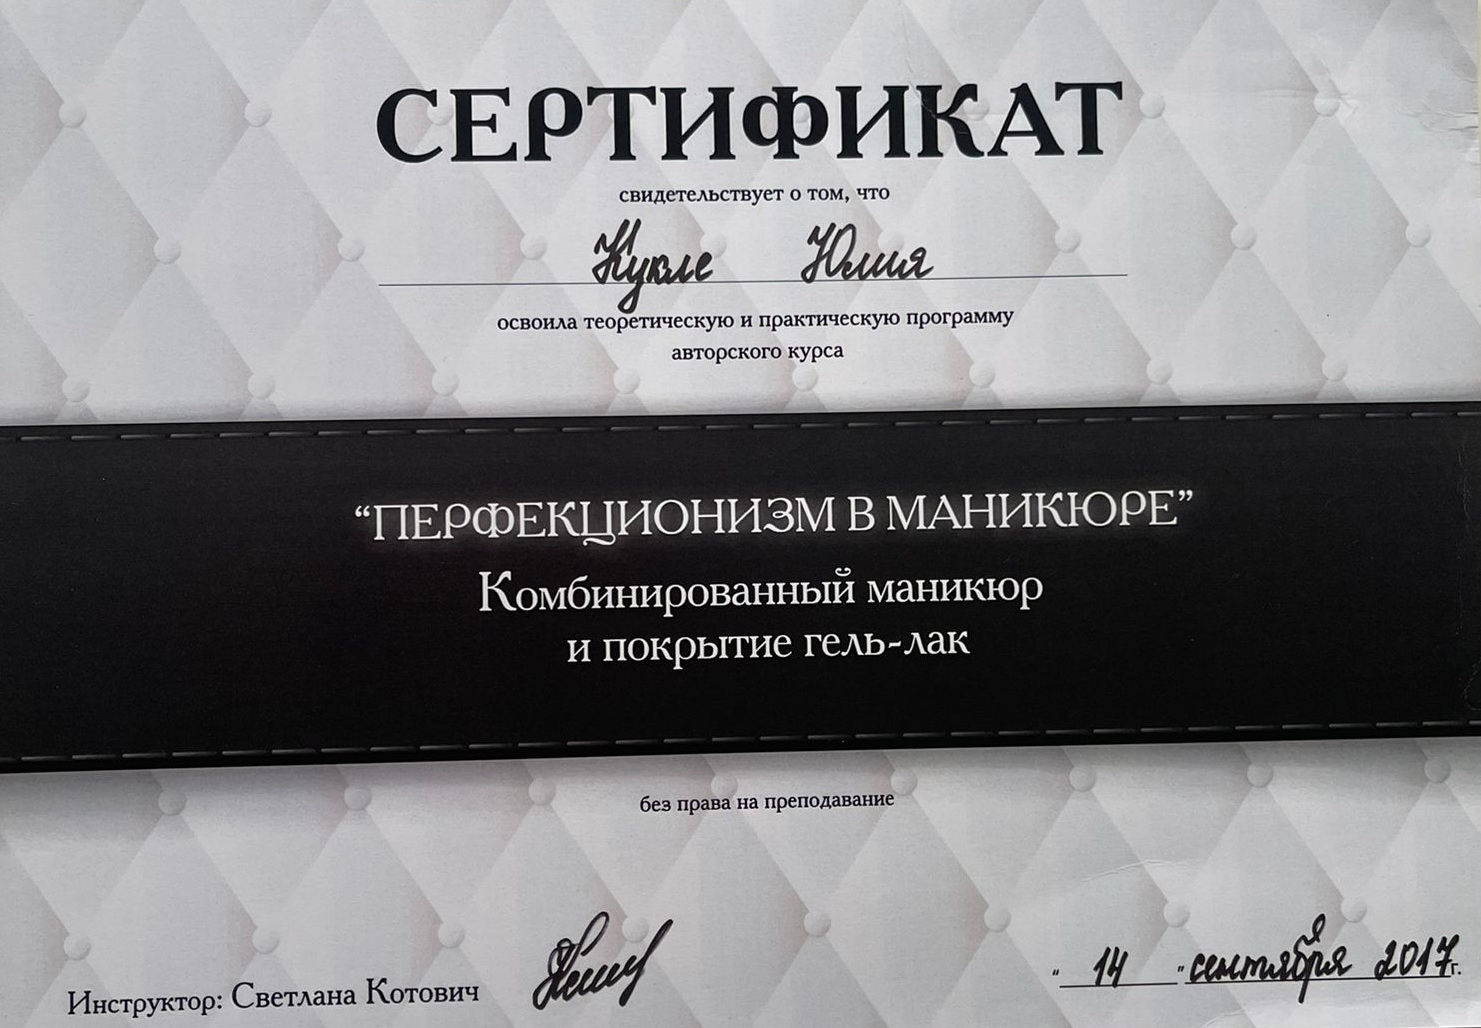 СЕРТИФИКАТ
свидетельствует о том, что
Кукле Юлия
освоила теоретическую и практическую программу
авторского курса
“ПЕРФЕКЦИОНИЗМ В МАНИКЮРЕ”
Комбинированный маникюр
и покрытие гель-лак
без права на преподавание
Инструктор: Светлана Котович
" 14 " сентября 2017 г.